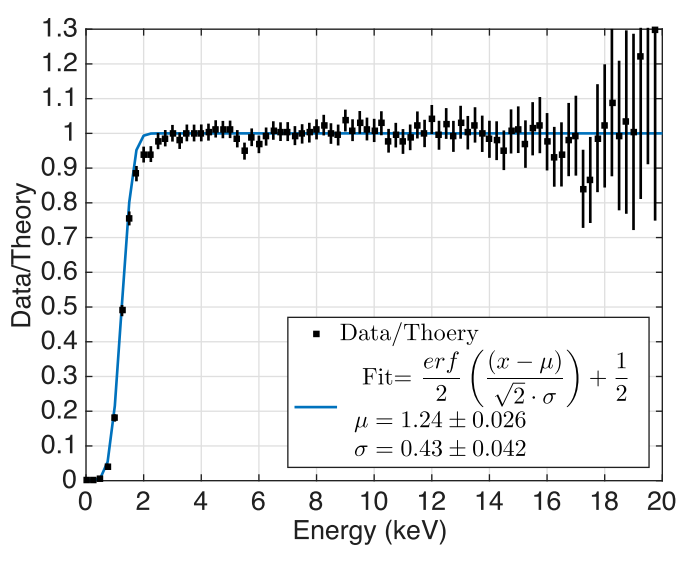 1.3
1.2
1.1
1
0.9
0.8
0.7
0.6
0.5
0.4
0.3
0.2
0.1
0
Data/Theory
Data/Thoery
Fit= erf/2 ((x − μ)/(√2 · σ)) + 1/2
μ = 1.24 ± 0.026
σ = 0.43 ± 0.042
0 2 4 6 8 10 12 14 16 18 20
Energy (keV)